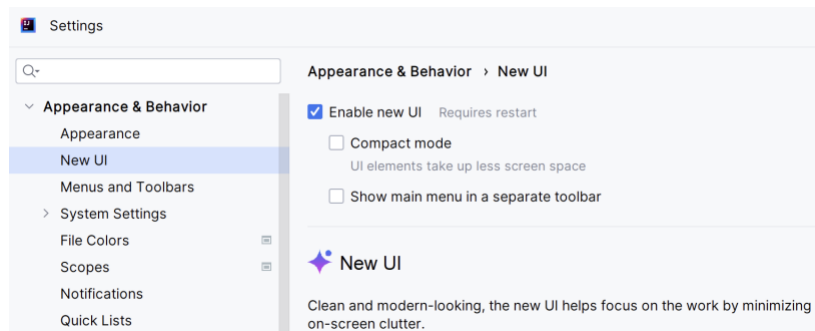 Settings
Appearance & Behavior
Appearance
New UI
Menus and Toolbars
System Settings
File Colors
Scopes
Notifications
Quick Lists
Appearance & Behavior › New UI
Enable new UI Requires restart
Compact mode
UI elements take up less screen space
Show main menu in a separate toolbar
New UI
Clean and modern-looking, the new UI helps focus on the work by minimizing
on-screen clutter.